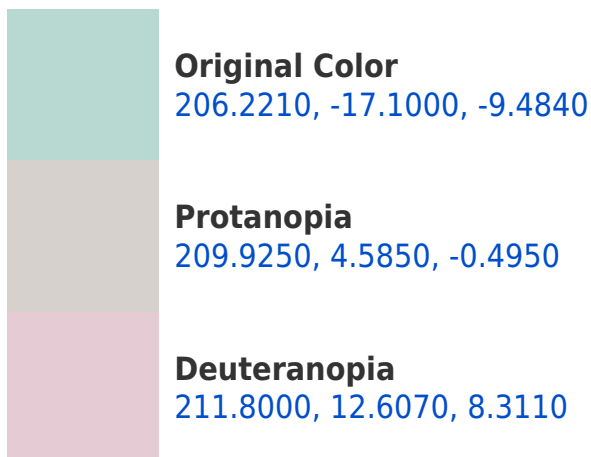 Original Color
206.2210, -17.1000, -9.4840
Protanopia
209.9250, 4.5850, -0.4950
Deuteranopia
211.8000, 12.6070, 8.3110